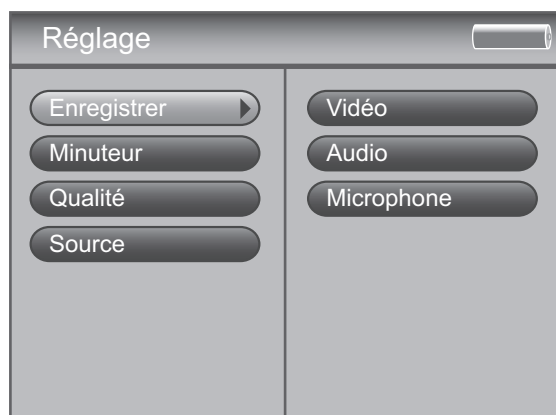 Réglage
Enregistrer
Minuteur
Qualité
Source
Vidéo
Audio
Microphone